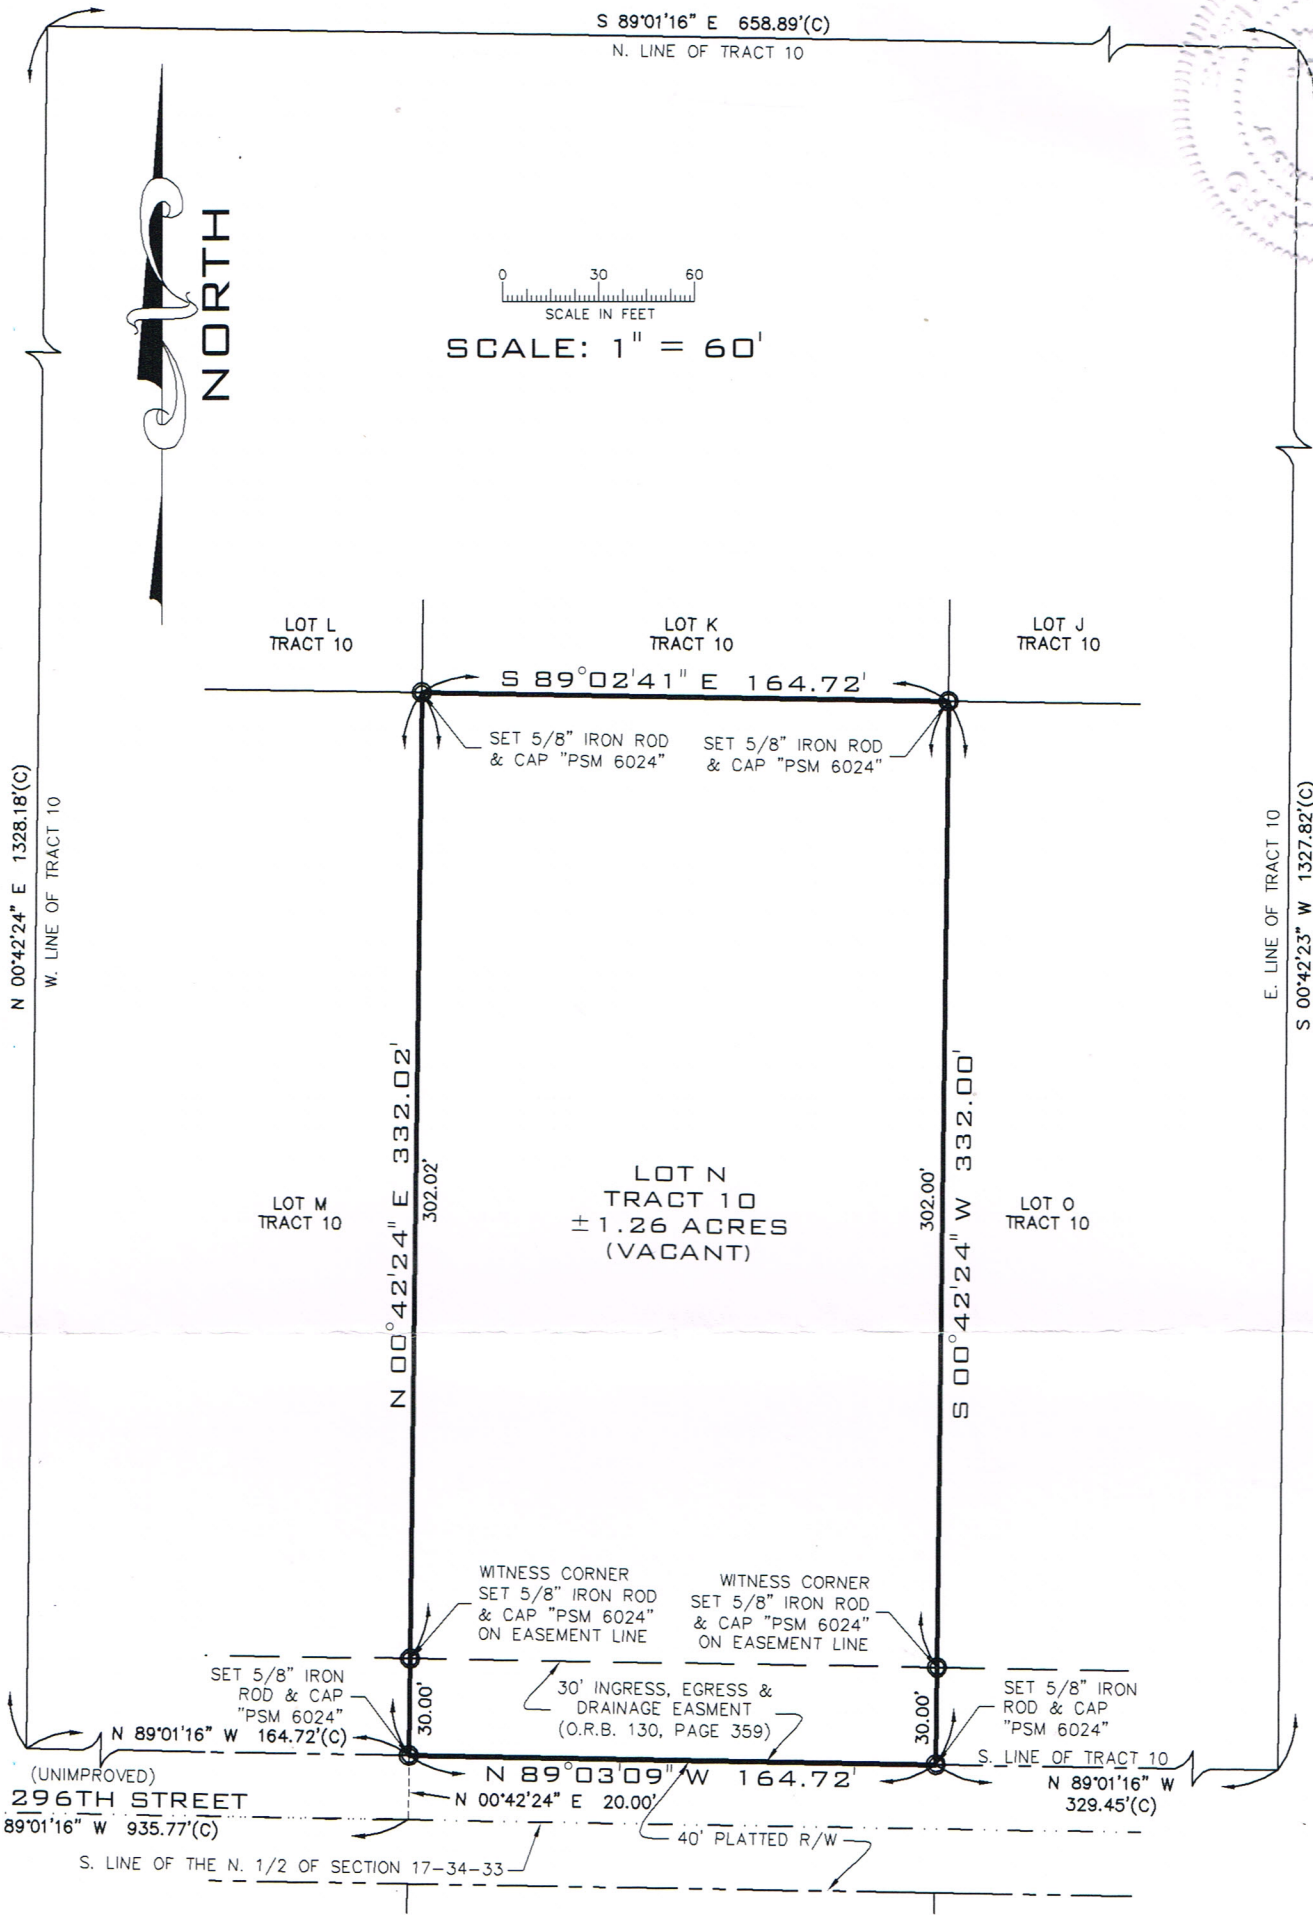 S 89°01'16" E 658.89'(C)
N. LINE OF TRACT 10
NORTH
0 30 60
SCALE IN FEET
SCALE: 1" = 60'
LOT L
TRACT 10
LOT K
TRACT 10
LOT J
TRACT 10
S 89°02'41" E 164.72'
SET 5/8" IRON ROD
& CAP "PSM 6024"
SET 5/8" IRON ROD
& CAP "PSM 6024"
N 00°42'24" E 1328.18'(C)
W. LINE OF TRACT 10
E. LINE OF TRACT 10
S 00°42'23" W 1327.82'(C)
N 00°42'24" E 332.02'
302.02'
302.00'
S 00°42'24" W 332.00'
LOT M
TRACT 10
LOT N
TRACT 10
±1.26 ACRES
(VACANT)
LOT O
TRACT 10
WITNESS CORNER
SET 5/8" IRON ROD
& CAP "PSM 6024"
ON EASEMENT LINE
WITNESS CORNER
SET 5/8" IRON ROD
& CAP "PSM 6024"
ON EASEMENT LINE
SET 5/8" IRON
ROD & CAP
"PSM 6024"
30.00'
30' INGRESS, EGRESS &
DRAINAGE EASMENT
(O.R.B. 130, PAGE 359)
30.00'
SET 5/8" IRON
ROD & CAP
"PSM 6024"
N 89°01'16" W 164.72'(C)
S. LINE OF TRACT 10
N 89°03'09" W 164.72'
N 89°01'16" W
329.45'(C)
(UNIMPROVED)
296TH STREET
N 00°42'24" E 20.00'
89°01'16" W 935.77'(C)
40' PLATTED R/W
S. LINE OF THE N. 1/2 OF SECTION 17-34-33